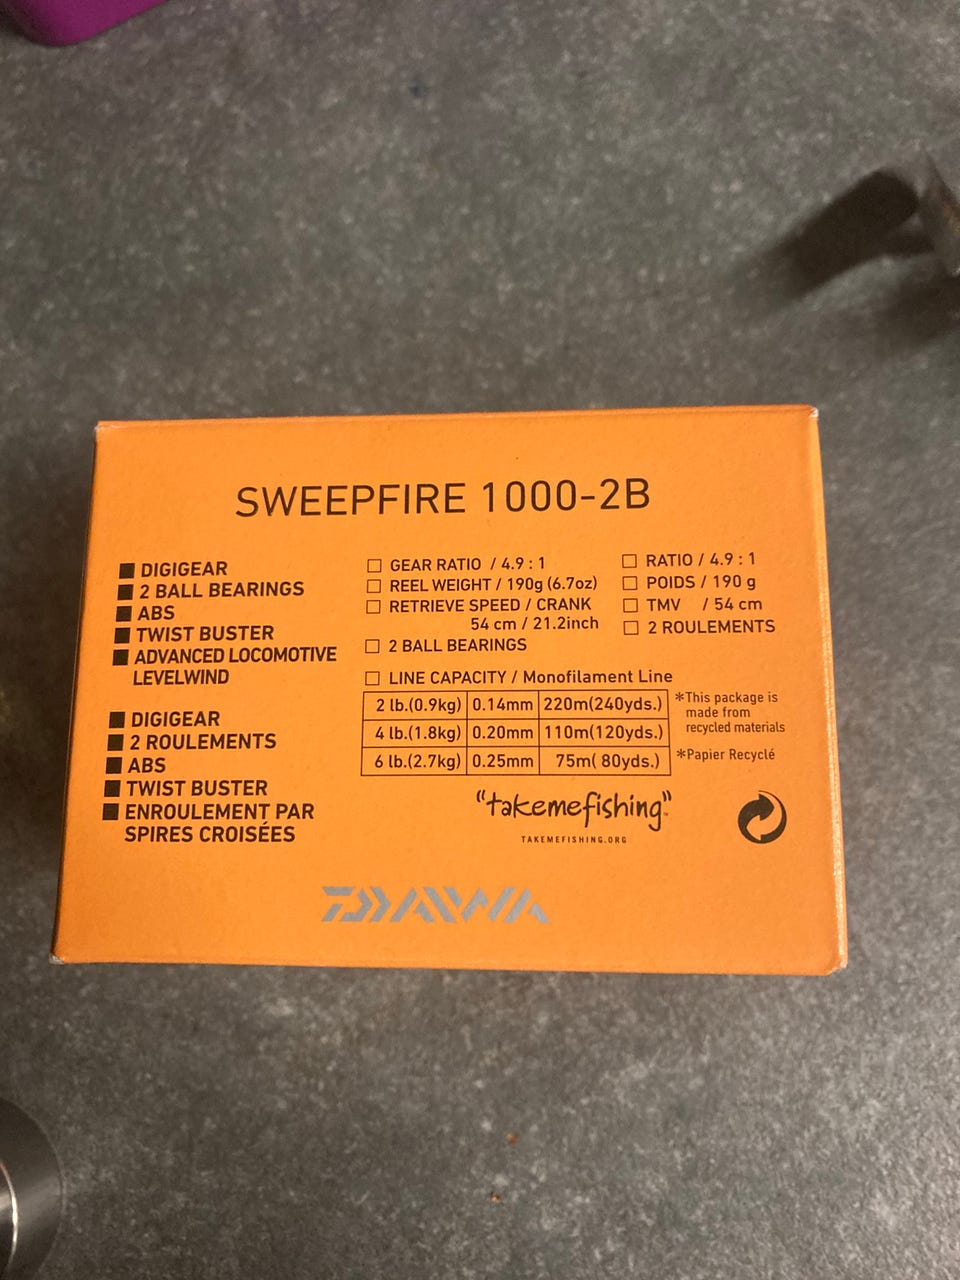 SWEEPFIRE 1000-2B
■ DIGIGEAR
■ 2 BALL BEARINGS
■ ABS
■ TWIST BUSTER
■ ADVANCED LOCOMOTIVE
LEVELWIND
■ DIGIGEAR
■ 2 ROULEMENTS
■ ABS
■ TWIST BUSTER
■ ENROULEMENT PAR
SPIRES CROISÉES
□ GEAR RATIO / 4.9 : 1
□ REEL WEIGHT / 190g (6.7oz)
□ RETRIEVE SPEED / CRANK
54 cm / 21.2inch
□ 2 BALL BEARINGS
□ RATIO / 4.9 : 1
□ POIDS / 190 g
□ TMV / 54 cm
□ 2 ROULEMENTS
□ LINE CAPACITY / Monofilament Line
2 lb.(0.9kg) 0.14mm 220m(240yds.)
4 lb.(1.8kg) 0.20mm 110m(120yds.)
6 lb.(2.7kg) 0.25mm 75m( 80yds.)
*This package is
made from
recycled materials
*Papier Recyclé
"takemefishing"™
TAKEMEFISHING.ORG
DAIWA